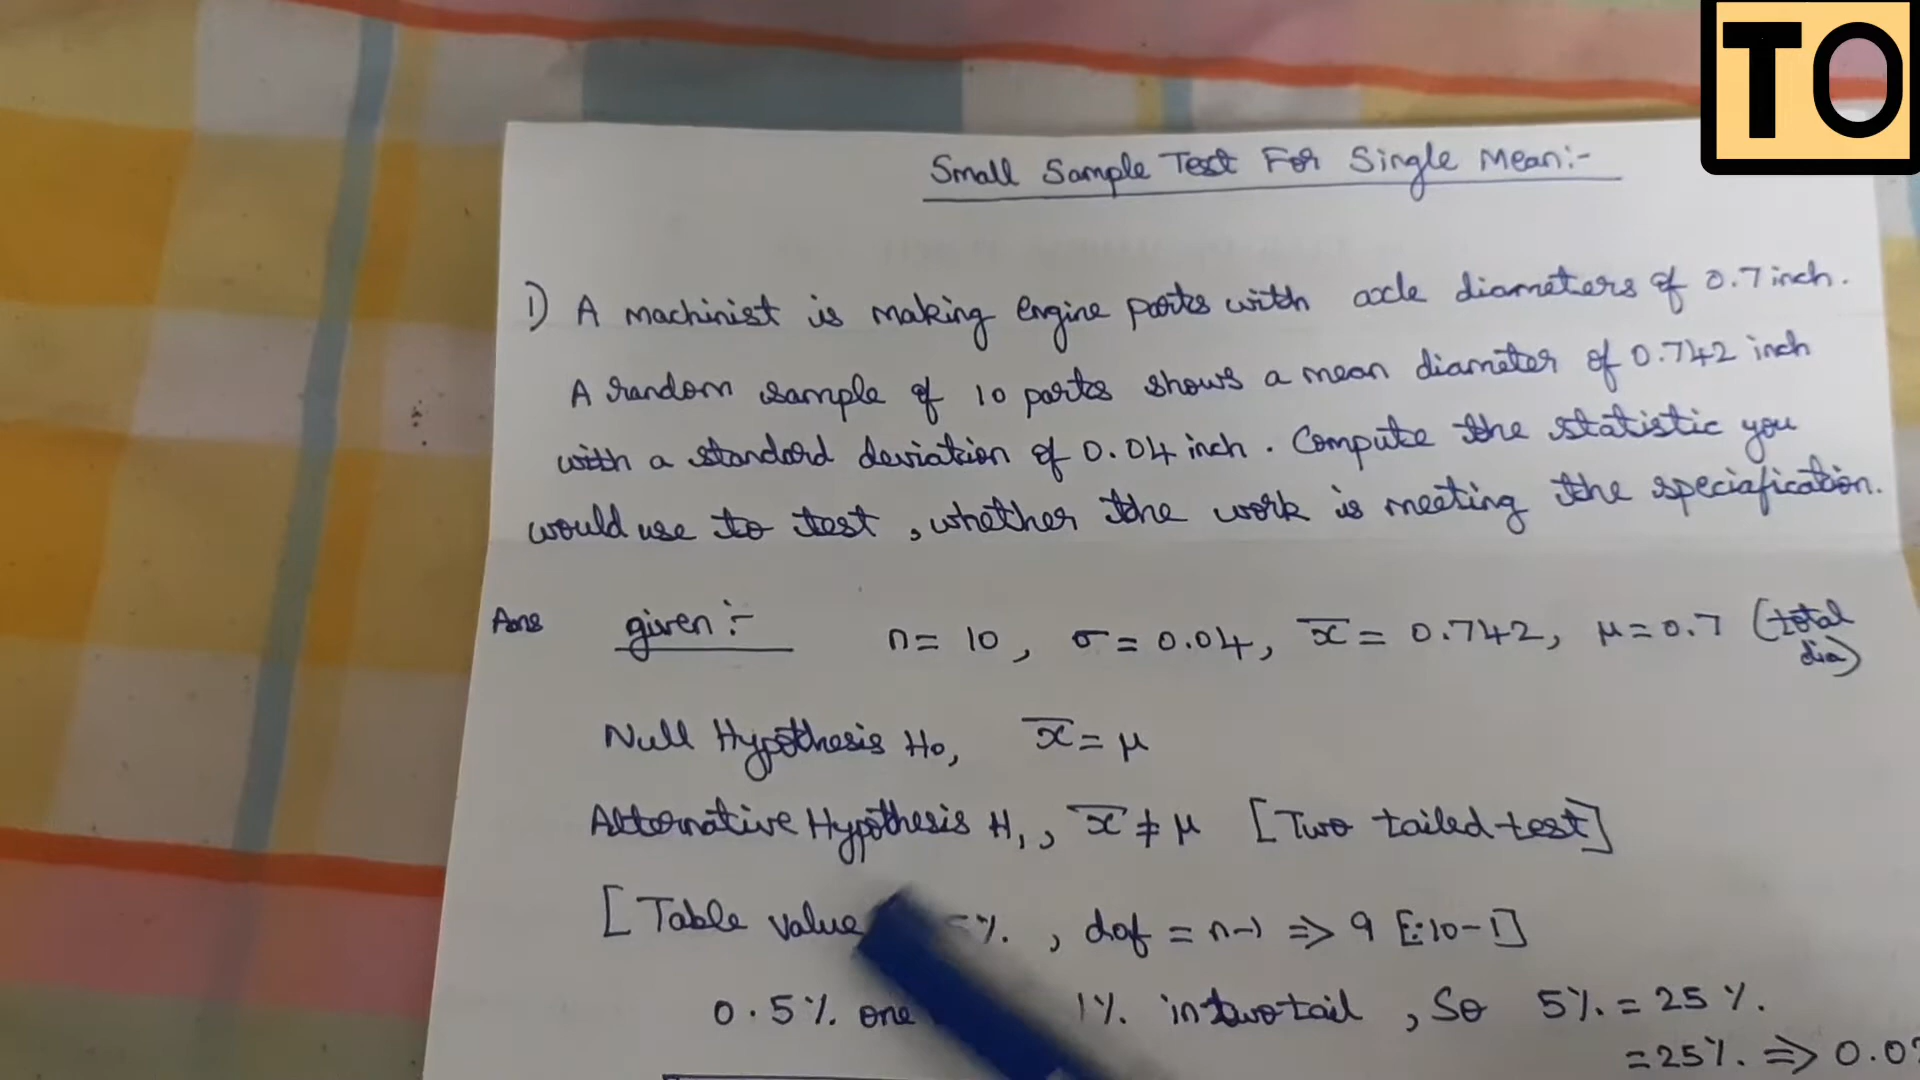 TO
Small Sample Test For Single Mean:-
1) A machinist is making engine parts with axle diameters of 0.7 inch.
A random sample of 10 parts shows a mean diameter of 0.742 inch
with a standard deviation of 0.04 inch. Compute the statistic you
would use to test, whether the work is meeting the speciafication.
Ans given:- n = 10, σ = 0.04, x̄ = 0.742, μ = 0.7 (total dia)
Null Hypothesis H₀, x̄ = μ
Alternative Hypothesis H₁, x̄ ≠ μ [Two tailed test]
[Table value %, dof = n-1 => 9 [∵10-1]
0.5% one 1% in two tail, So 5% = 25%.
= 25% => 0.0